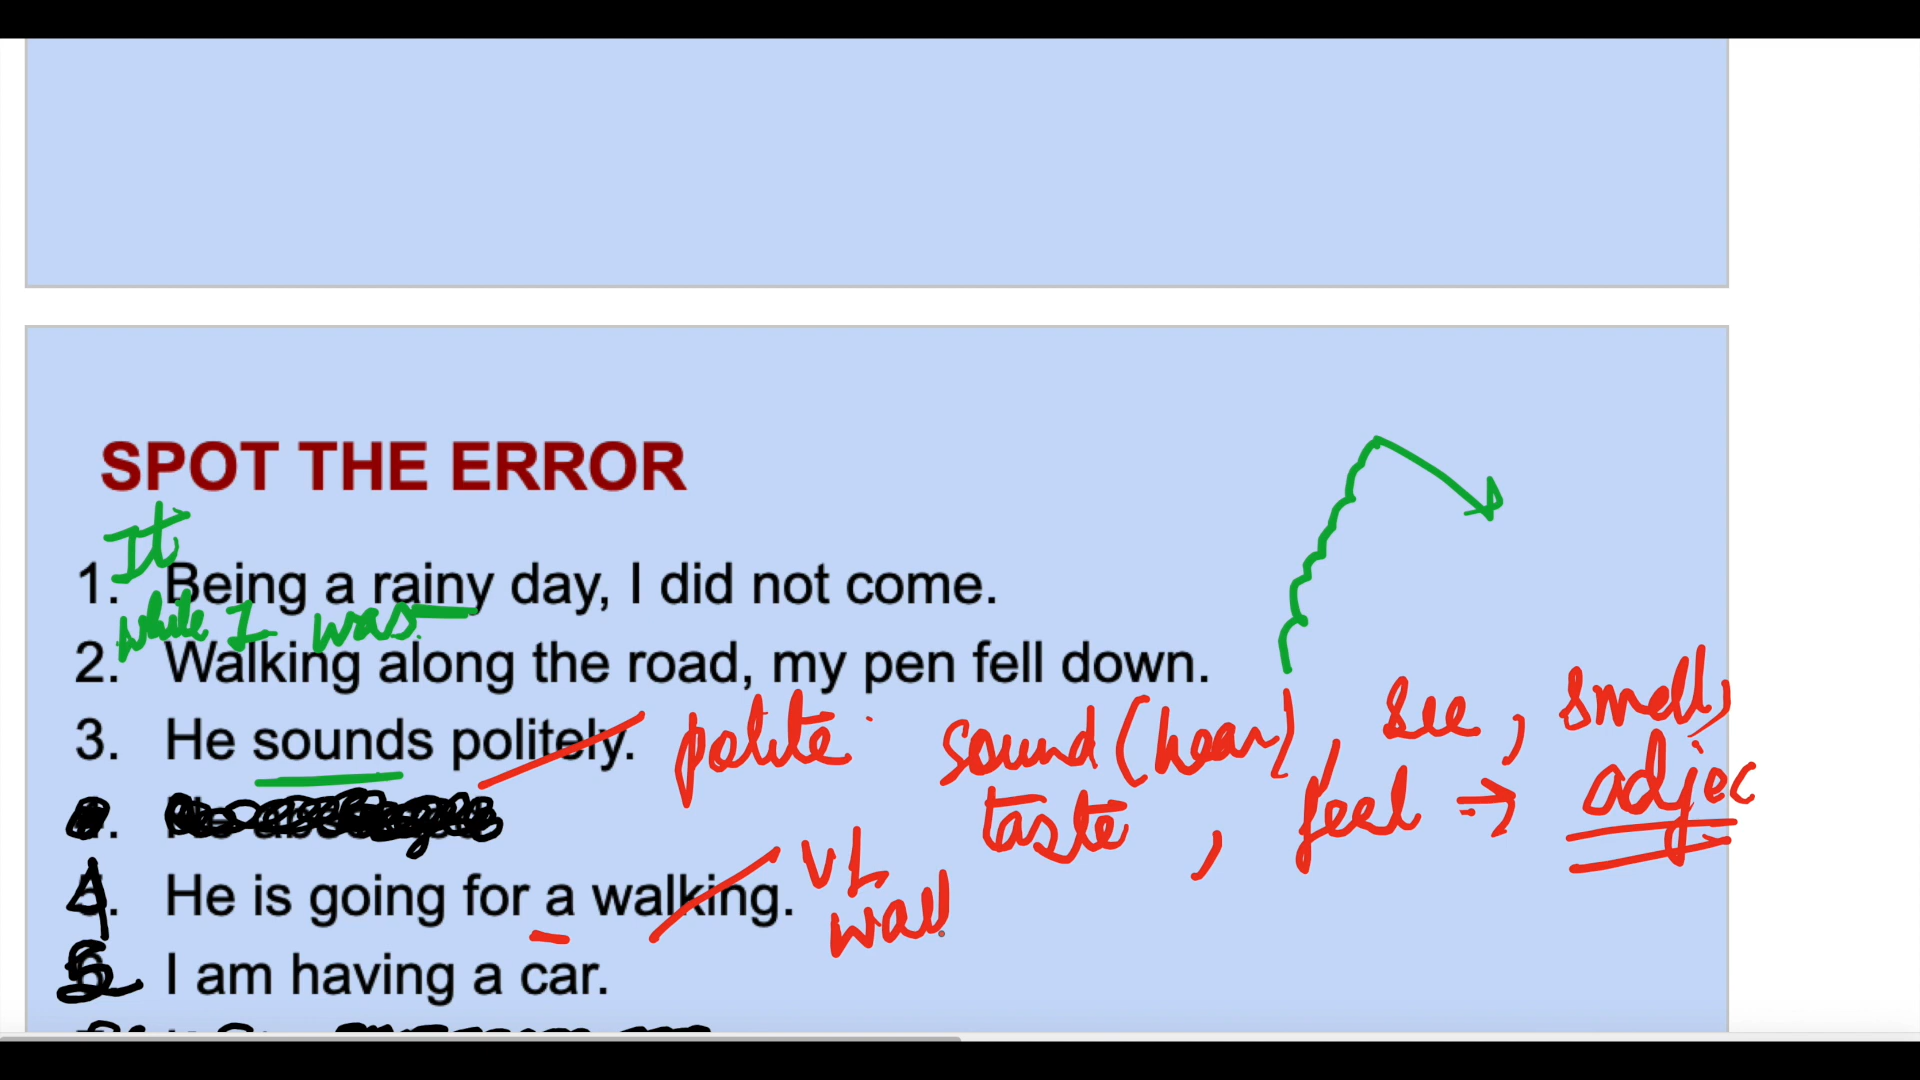 SPOT THE ERROR
It
1. Being a rainy day, I did not come.
while I was
2. Walking along the road, my pen fell down.
3. He sounds politely. polite sound (hear), see, smell,
taste, feel ⇒ adjec
4. He is going for a walking. V1
wal
5. I am having a car.